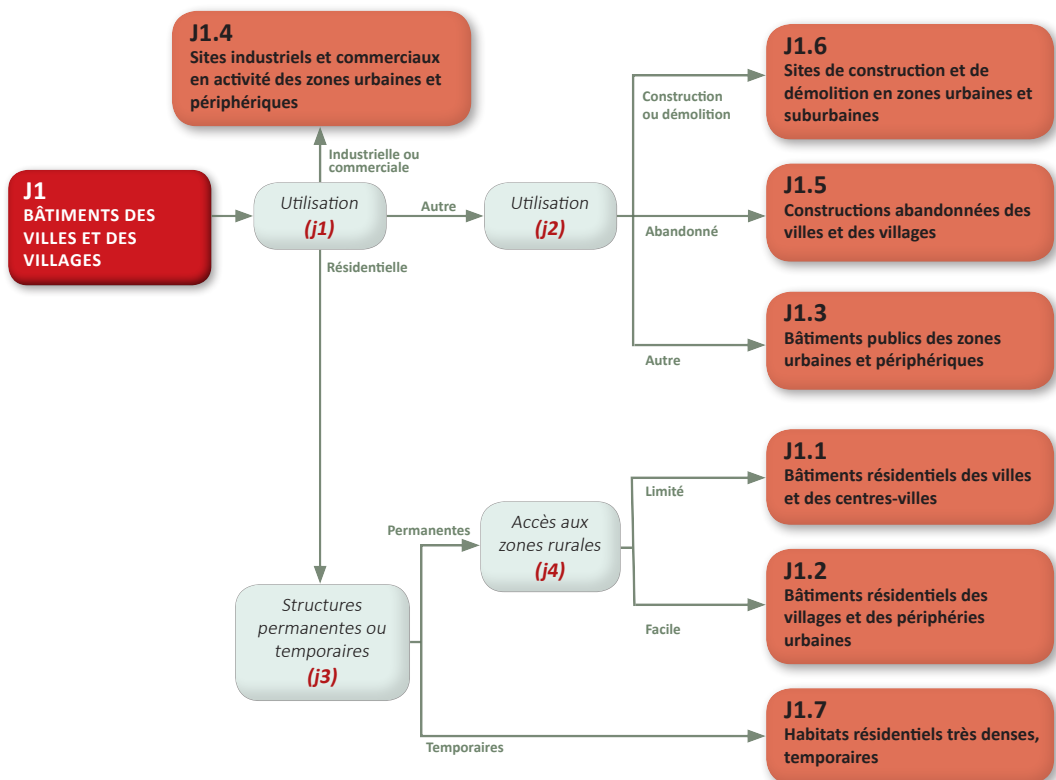 J1.4
Sites industriels et commerciaux
en activité des zones urbaines et
périphériques
J1.6
Sites de construction et de
démolition en zones urbaines et
suburbaines
Construction
ou démolition
Industrielle ou
commerciale
J1
BÂTIMENTS DES
VILLES ET DES
VILLAGES
Utilisation
(j1)
Autre
Utilisation
(j2)
Abandonné
J1.5
Constructions abandonnées des
villes et des villages
Résidentielle
J1.3
Bâtiments publics des zones
urbaines et périphériques
Autre
J1.1
Bâtiments résidentiels des villes
et des centres-villes
Limité
Permanentes
Accès aux
zones rurales
(j4)
J1.2
Bâtiments résidentiels des
villages et des périphéries
urbaines
Facile
Structures
permanentes ou
temporaires
(j3)
J1.7
Habitats résidentiels très denses,
temporaires
Temporaires